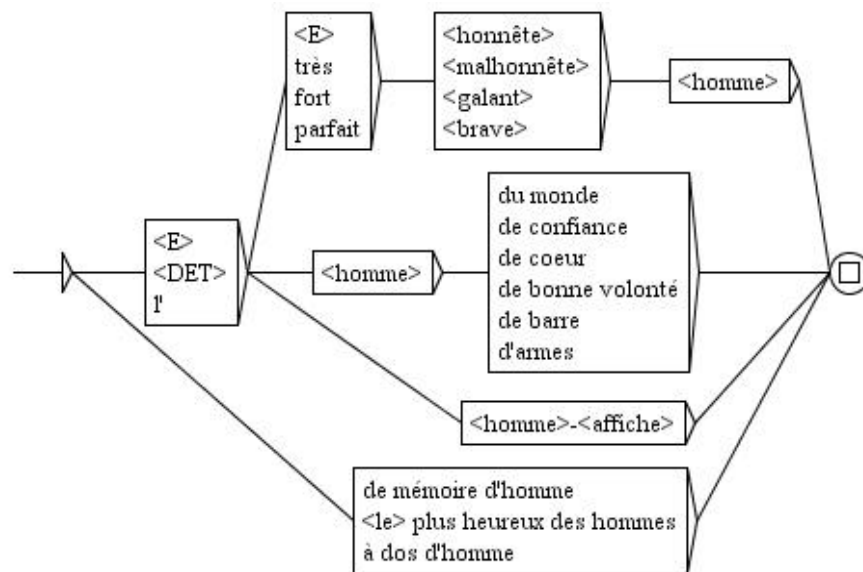 <E>
très
fort
parfait
<honnête>
<malhonnête>
<galant>
<brave>
<homme>
<E>
<DET>
l'
<homme>
du monde
de confiance
de coeur
de bonne volonté
de barre
d'armes
<homme>-<affiche>
de mémoire d'homme
<le> plus heureux des hommes
à dos d'homme